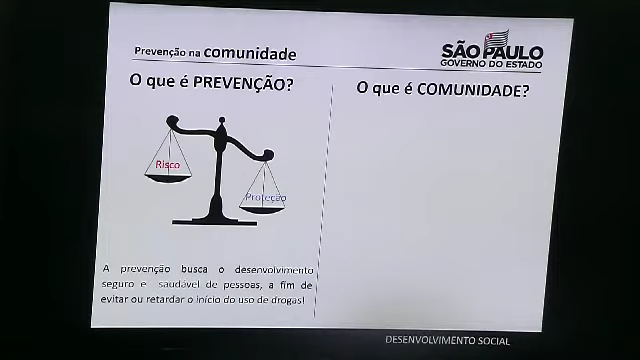 Prevenção na comunidade
SÃO PAULO
GOVERNO DO ESTADO
O que é PREVENÇÃO?
Risco
Proteção
A prevenção busca o desenvolvimento
seguro e saudável de pessoas, a fim de
evitar ou retardar o início do uso de drogas!
O que é COMUNIDADE?
DESENVOLVIMENTO SOCIAL